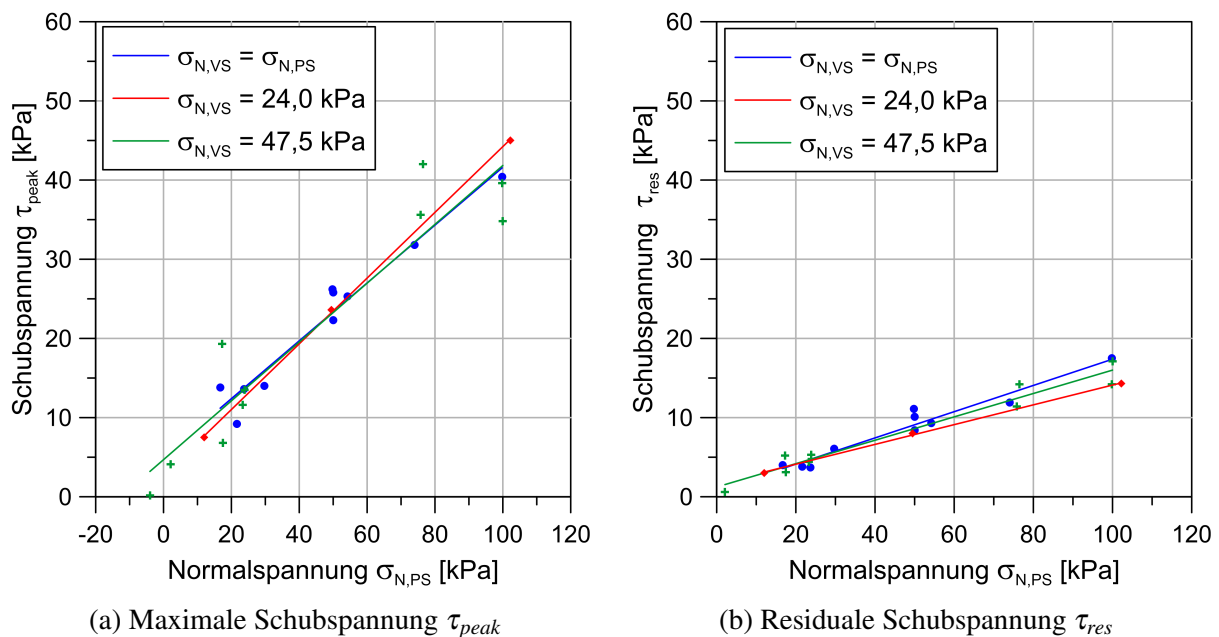 60
50
40
30
20
10
0
Schubspannung τpeak [kPa]
σN,VS = σN,PS
σN,VS = 24,0 kPa
σN,VS = 47,5 kPa
-20 0 20 40 60 80 100 120
Normalspannung σN,PS [kPa]
(a) Maximale Schubspannung τpeak
60
50
40
30
20
10
0
Schubspannung τres [kPa]
σN,VS = σN,PS
σN,VS = 24,0 kPa
σN,VS = 47,5 kPa
0 20 40 60 80 100 120
Normalspannung σN,PS [kPa]
(b) Residuale Schubspannung τres